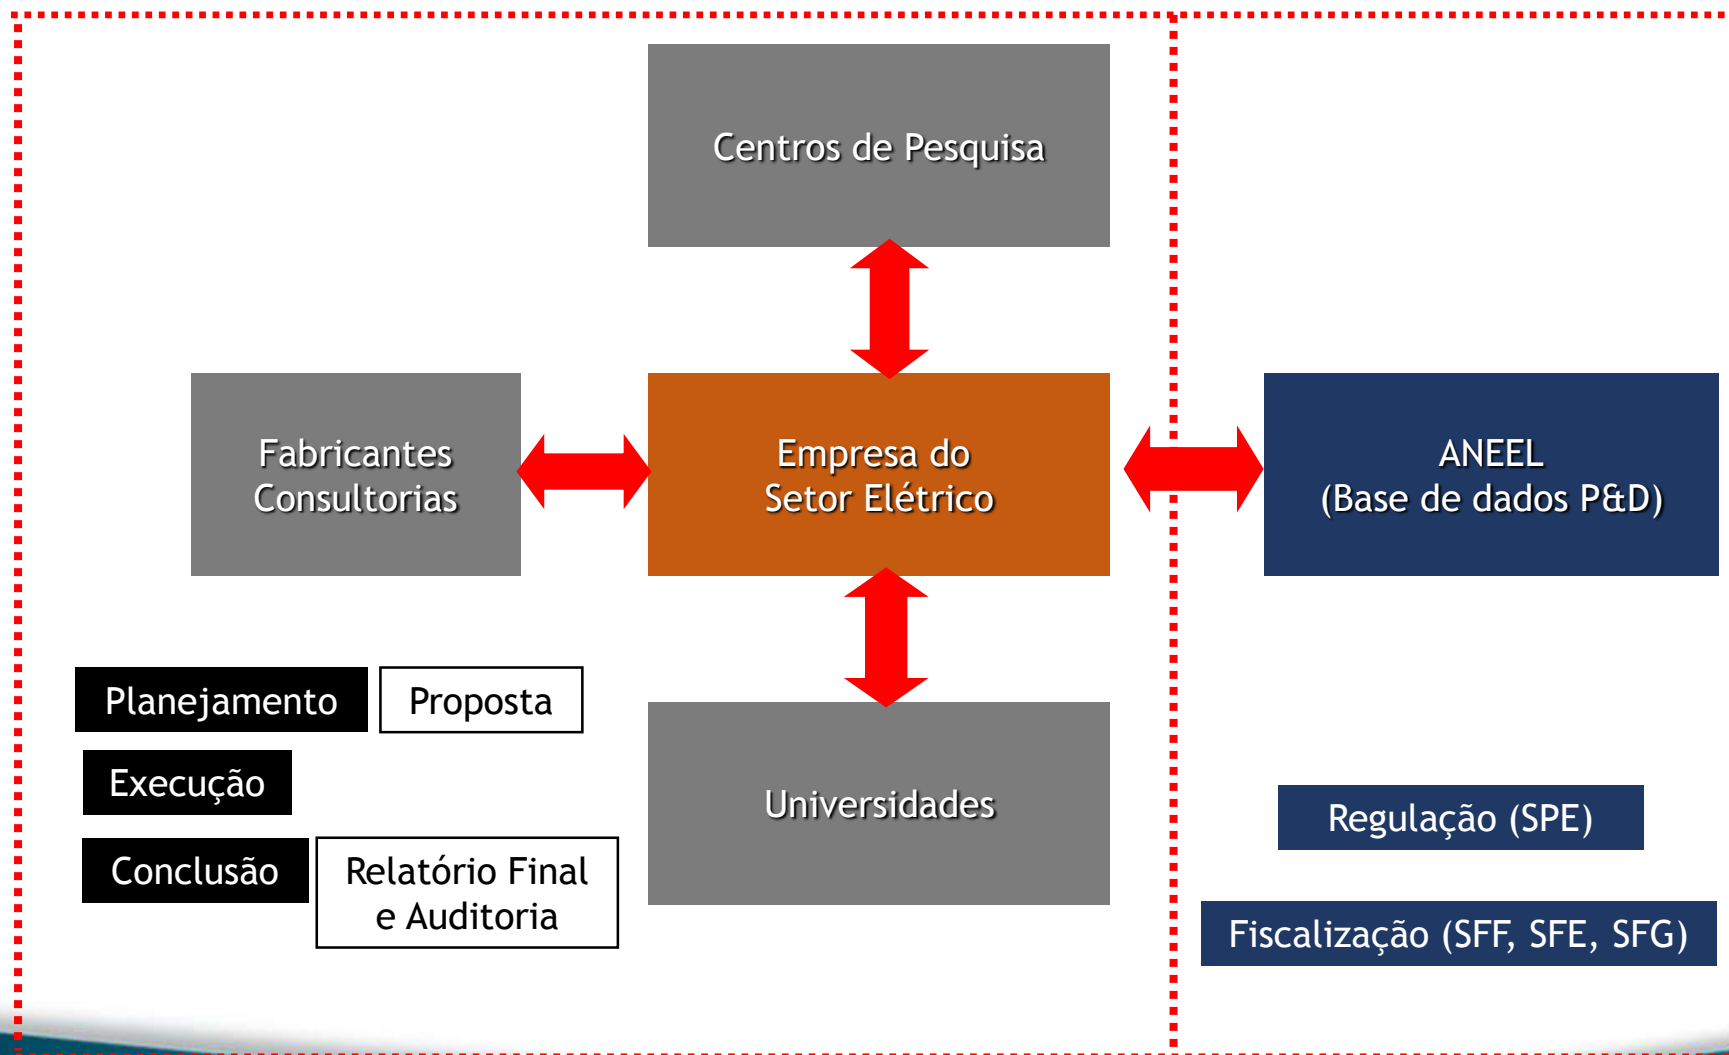 Centros de Pesquisa
Fabricantes
Consultorias
Empresa do
Setor Elétrico
ANEEL
(Base de dados P&D)
Planejamento
Proposta
Execução
Conclusão
Relatório Final
e Auditoria
Universidades
Regulação (SPE)
Fiscalização (SFF, SFE, SFG)